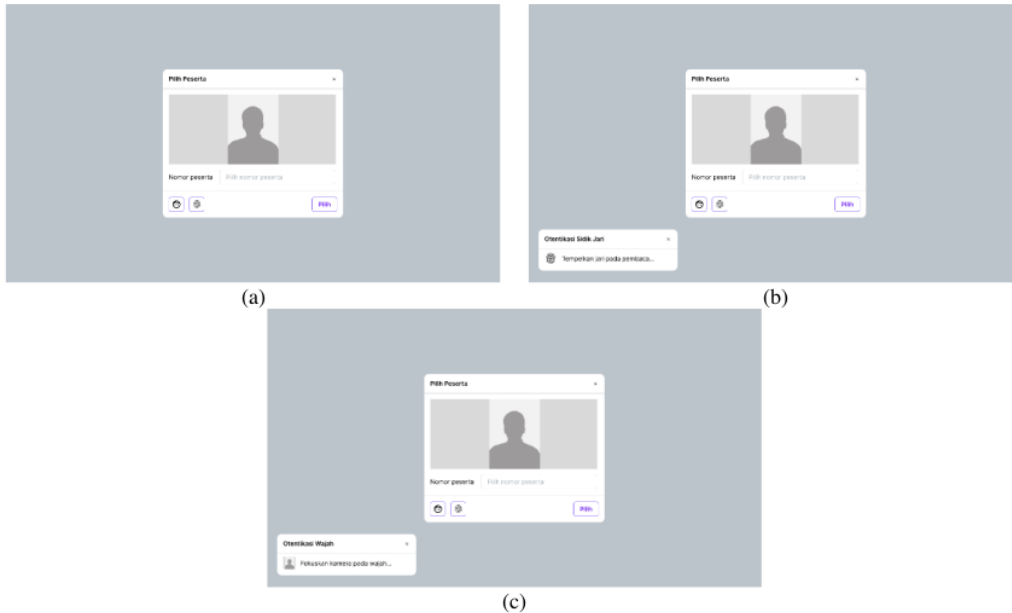 Pilih Peserta ×
Nomor peserta Pilih nomor peserta
Pilih
(a)
Pilih Peserta ×
Nomor peserta Pilih nomor peserta
Pilih
Otentikasi Sidik Jari ×
Tempelkan jari pada pembaca...
(b)
Pilih Peserta ×
Nomor peserta Pilih nomor peserta
Pilih
Otentikasi Wajah ×
Fokuskan kamera pada wajah...
(c)